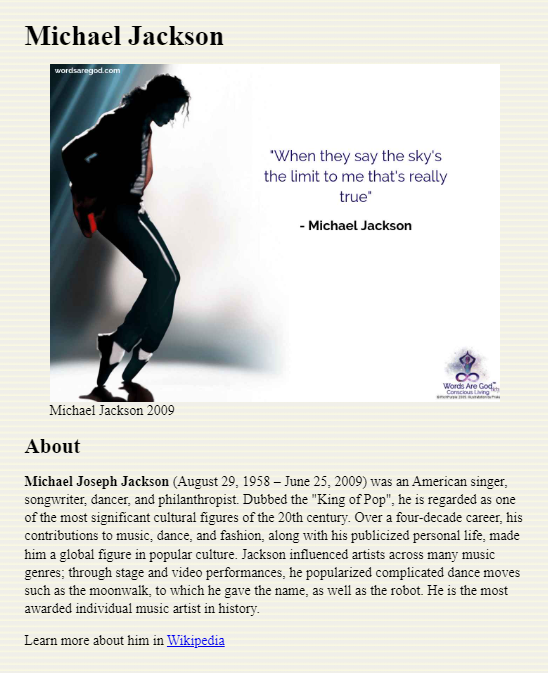 Michael Jackson
wordsaregod.com
"When they say the sky's
the limit to me that's really
true"
- Michael Jackson
Words Are God
Conscious Living
Michael Jackson 2009
About
Michael Joseph Jackson (August 29, 1958 – June 25, 2009) was an American singer,
songwriter, dancer, and philanthropist. Dubbed the "King of Pop", he is regarded as one
of the most significant cultural figures of the 20th century. Over a four-decade career, his
contributions to music, dance, and fashion, along with his publicized personal life, made
him a global figure in popular culture. Jackson influenced artists across many music
genres; through stage and video performances, he popularized complicated dance moves
such as the moonwalk, to which he gave the name, as well as the robot. He is the most
awarded individual music artist in history.
Learn more about him in Wikipedia